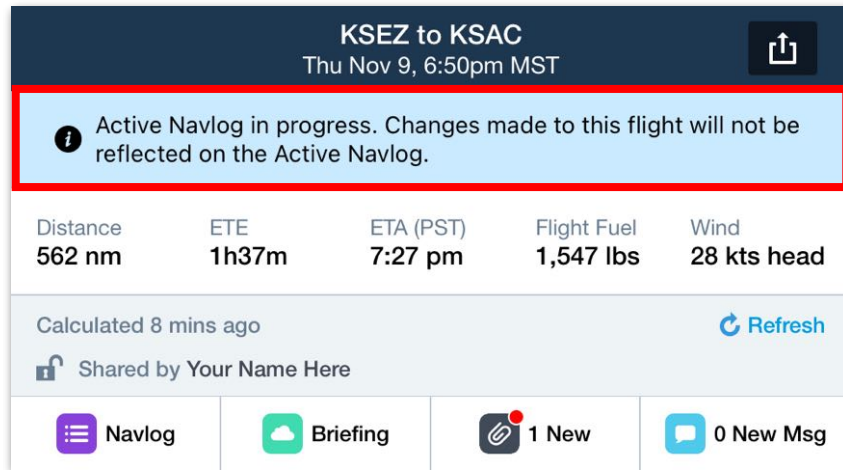 KSEZ to KSAC
Thu Nov 9, 6:50pm MST
Active Navlog in progress. Changes made to this flight will not be
reflected on the Active Navlog.
Distance ETE ETA (PST) Flight Fuel Wind
562 nm 1h37m 7:27 pm 1,547 lbs 28 kts head
Calculated 8 mins ago Refresh
Shared by Your Name Here
Navlog Briefing 1 New 0 New Msg